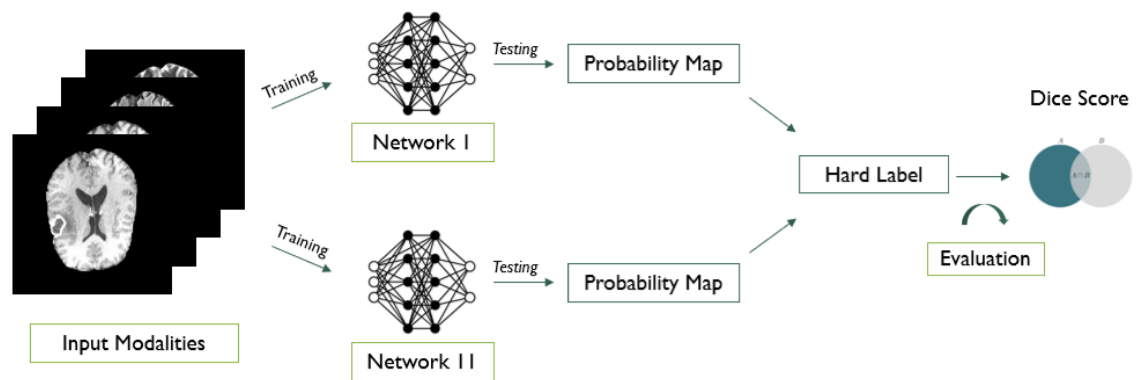 Training
Testing
Probability Map
Network 1
Dice Score
A B
A∩B
Hard Label
Evaluation
Training
Testing
Probability Map
Input Modalities
Network 11